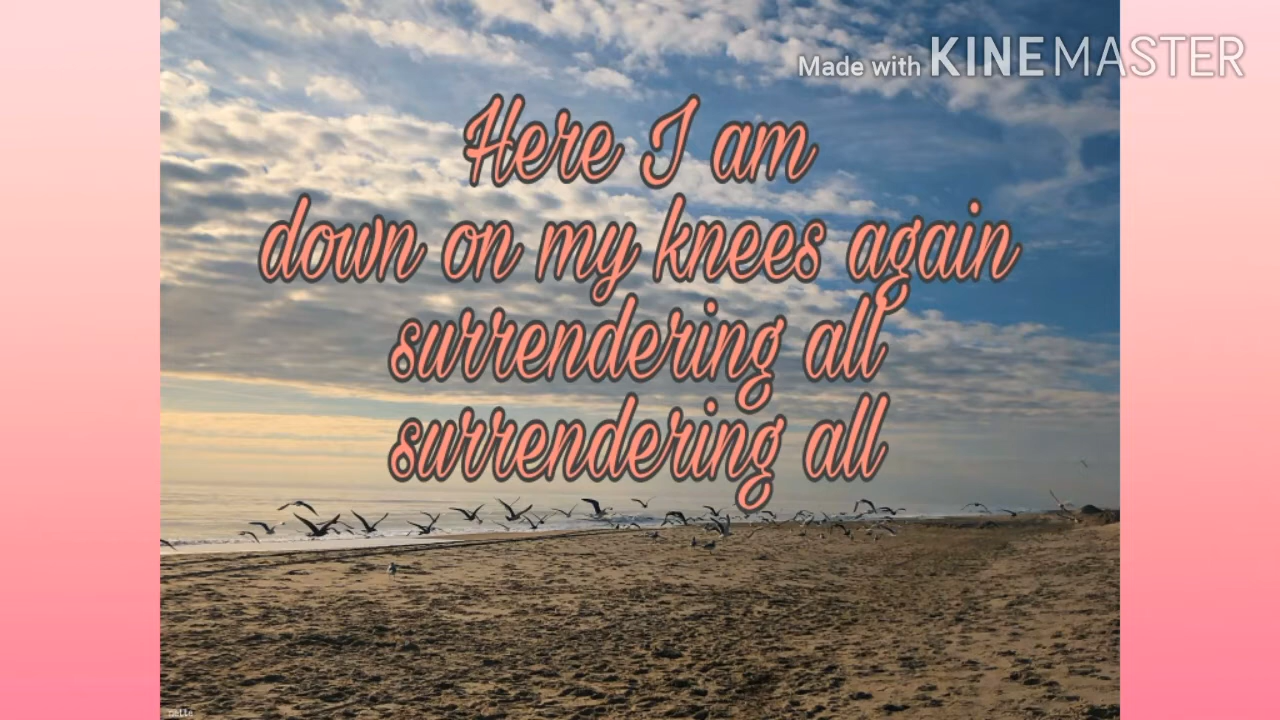 Made with KINEMASTER
Here I am
down on my knees again
surrendering all
surrendering all